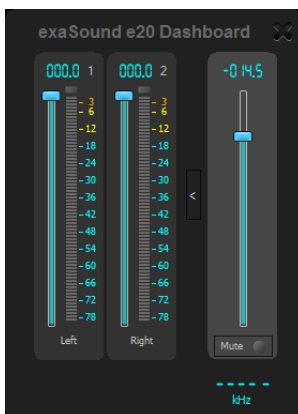 exaSound e20 Dashboard
000.0 1 000.0 2 -014.5
- 3 - 3
- 6 - 6
-12 -12
-18 -18
-24 -24
-30 -30
-36 -36
<
-42 -42
-48 -48
-54 -54
-60 -60
-66 -66
-72 -72
-78 -78
Left Right Mute
- - - - -
kHz